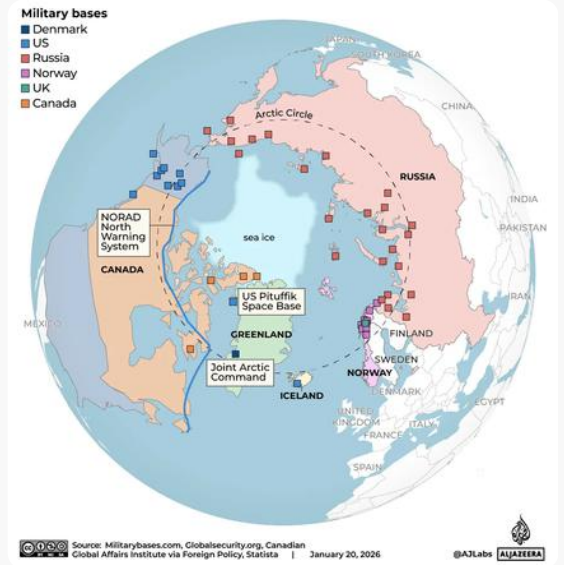 Military bases
Denmark
US
Russia
Norway
UK
Canada
JAPAN
SOUTH KOREA
CHINA
Arctic Circle
RUSSIA
INDIA
PAKISTAN
NORAD
North
Warning
System
sea ice
CANADA
IRAN
MEXICO
US Pituffik
Space Base
GREENLAND
FINLAND
SWEDEN
Joint Arctic
Command
NORWAY
ICELAND
DENMARK
EGYPT
UNITED
KINGDOM
ITALY
FRANCE
SPAIN
Source: Militarybases.com, Globalsecurity.org, Canadian
Global Affairs Institute via Foreign Policy, Statista | January 20, 2026
@AJLabs
ALJAZEERA